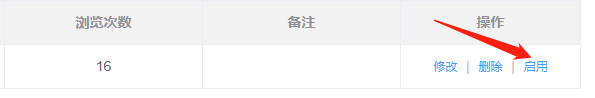 浏览次数 备注 操作
16 修改 | 删除 | 启用